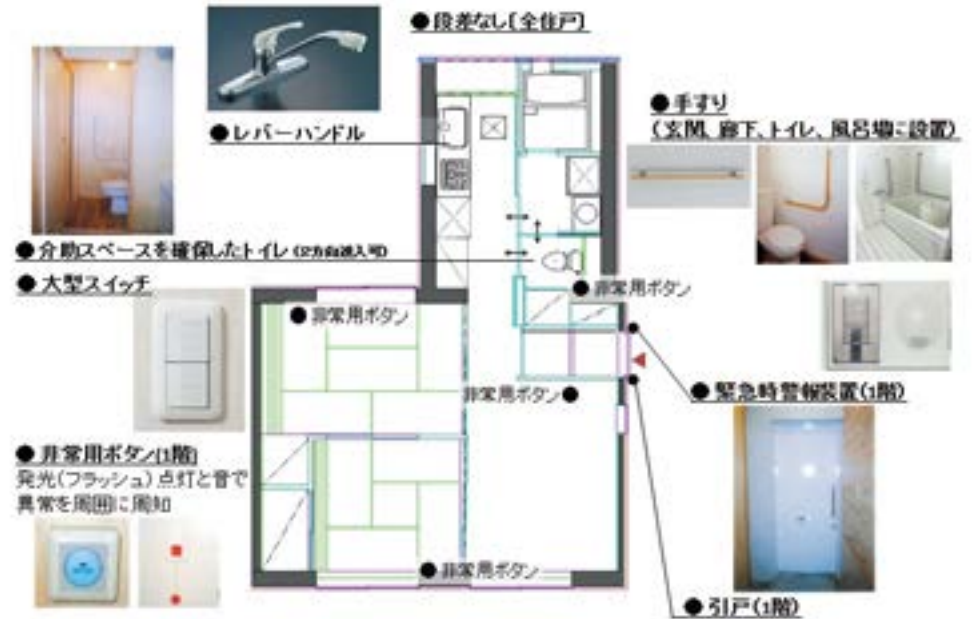 ●段差なし[全住戸]
●レバーハンドル
●手すり
(玄関、廊下、トイレ、風呂場に設置)
●介助スペースを確保したトイレ(2方向進入可)
●大型スイッチ
●非常用ボタン
●非常用ボタン
非常用ボタン●
●緊急時警報装置(1階)
●非常用ボタン(1階)
発光(フラッシュ)点灯と音で
異常を周囲に周知
●非常用ボタン
●引戸(1階)